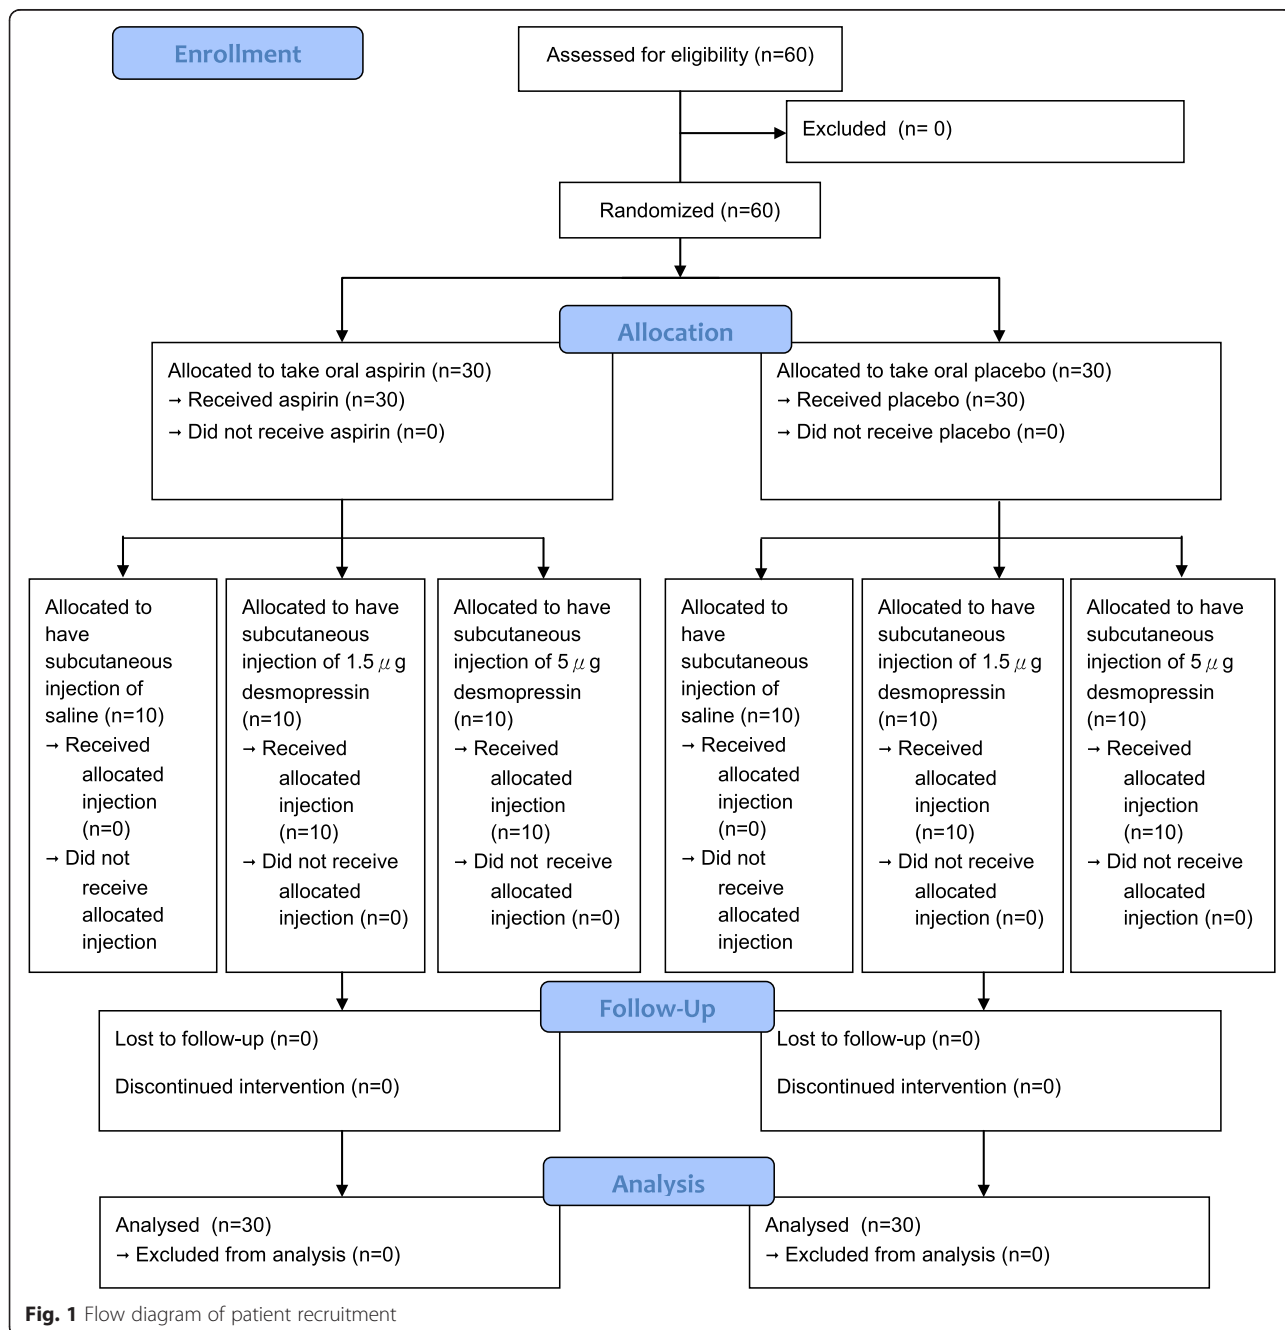 Enrollment
Assessed for eligibility (n=60)
Excluded (n= 0)
Randomized (n=60)
Allocation
Allocated to take oral aspirin (n=30)
→ Received aspirin (n=30)
→ Did not receive aspirin (n=0)
Allocated to take oral placebo (n=30)
→ Received placebo (n=30)
→ Did not receive placebo (n=0)
Allocated to
have
subcutaneous
injection of
saline (n=10)
→ Received
allocated
injection
(n=0)
→ Did not
receive
allocated
injection
Allocated to have
subcutaneous
injection of 1.5 μg
desmopressin
(n=10)
→ Received
allocated
injection
(n=10)
→ Did not receive
allocated
injection (n=0)
Allocated to have
subcutaneous
injection of 5 μg
desmopressin
(n=10)
→ Received
allocated
injection
(n=10)
→ Did not receive
allocated
injection (n=0)
Allocated to
have
subcutaneous
injection of
saline (n=10)
→ Received
allocated
injection
(n=0)
→ Did not
receive
allocated
injection
Allocated to have
subcutaneous
injection of 1.5 μg
desmopressin
(n=10)
→ Received
allocated
injection
(n=10)
→ Did not receive
allocated
injection (n=0)
Allocated to have
subcutaneous
injection of 5 μg
desmopressin
(n=10)
→ Received
allocated
injection
(n=10)
→ Did not receive
allocated
injection (n=0)
Follow-Up
Lost to follow-up (n=0)
Discontinued intervention (n=0)
Lost to follow-up (n=0)
Discontinued intervention (n=0)
Analysis
Analysed (n=30)
→ Excluded from analysis (n=0)
Analysed (n=30)
→ Excluded from analysis (n=0)
Fig. 1 Flow diagram of patient recruitment